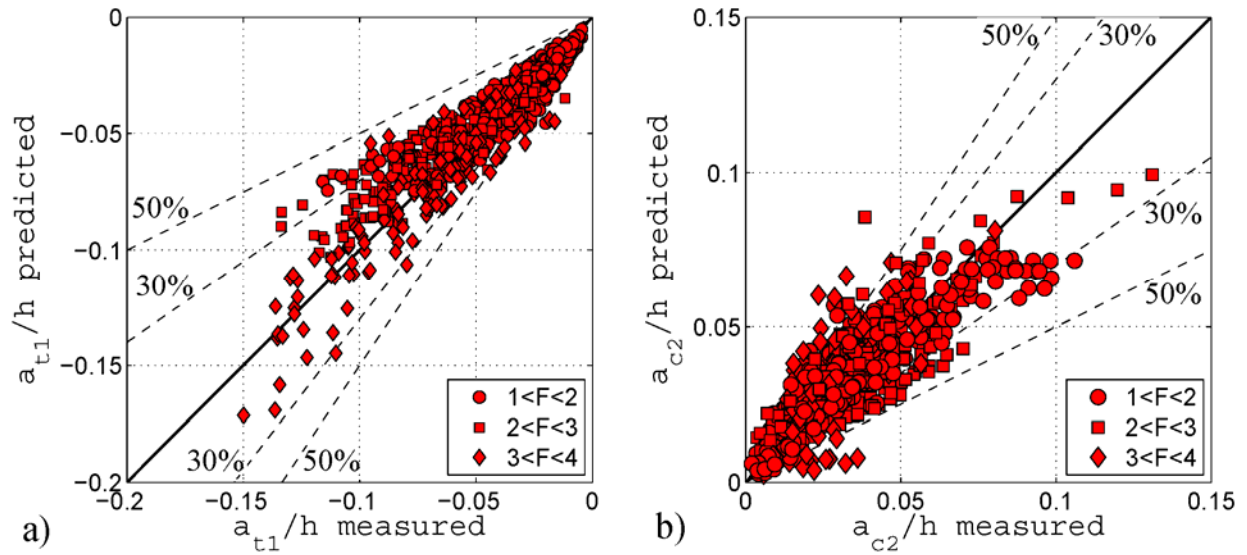 0
-0.05
-0.1
-0.15
-0.2
a_t1/h predicted
50%
30%
30%
50%
1<F<2
2<F<3
3<F<4
-0.2
-0.15
-0.1
-0.05
0
a_t1/h measured
a)
0.15
0.1
0.05
0
a_c2/h predicted
50%
30%
30%
50%
1<F<2
2<F<3
3<F<4
0
0.05
0.1
0.15
a_c2/h measured
b)